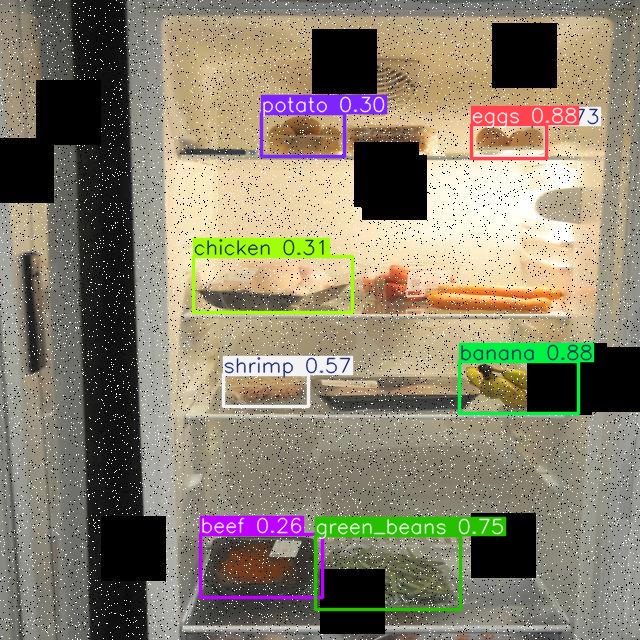 potato 0.30
eggs 0.88
73
chicken 0.31
shrimp 0.57
banana 0.88
beef 0.26
green_beans 0.75